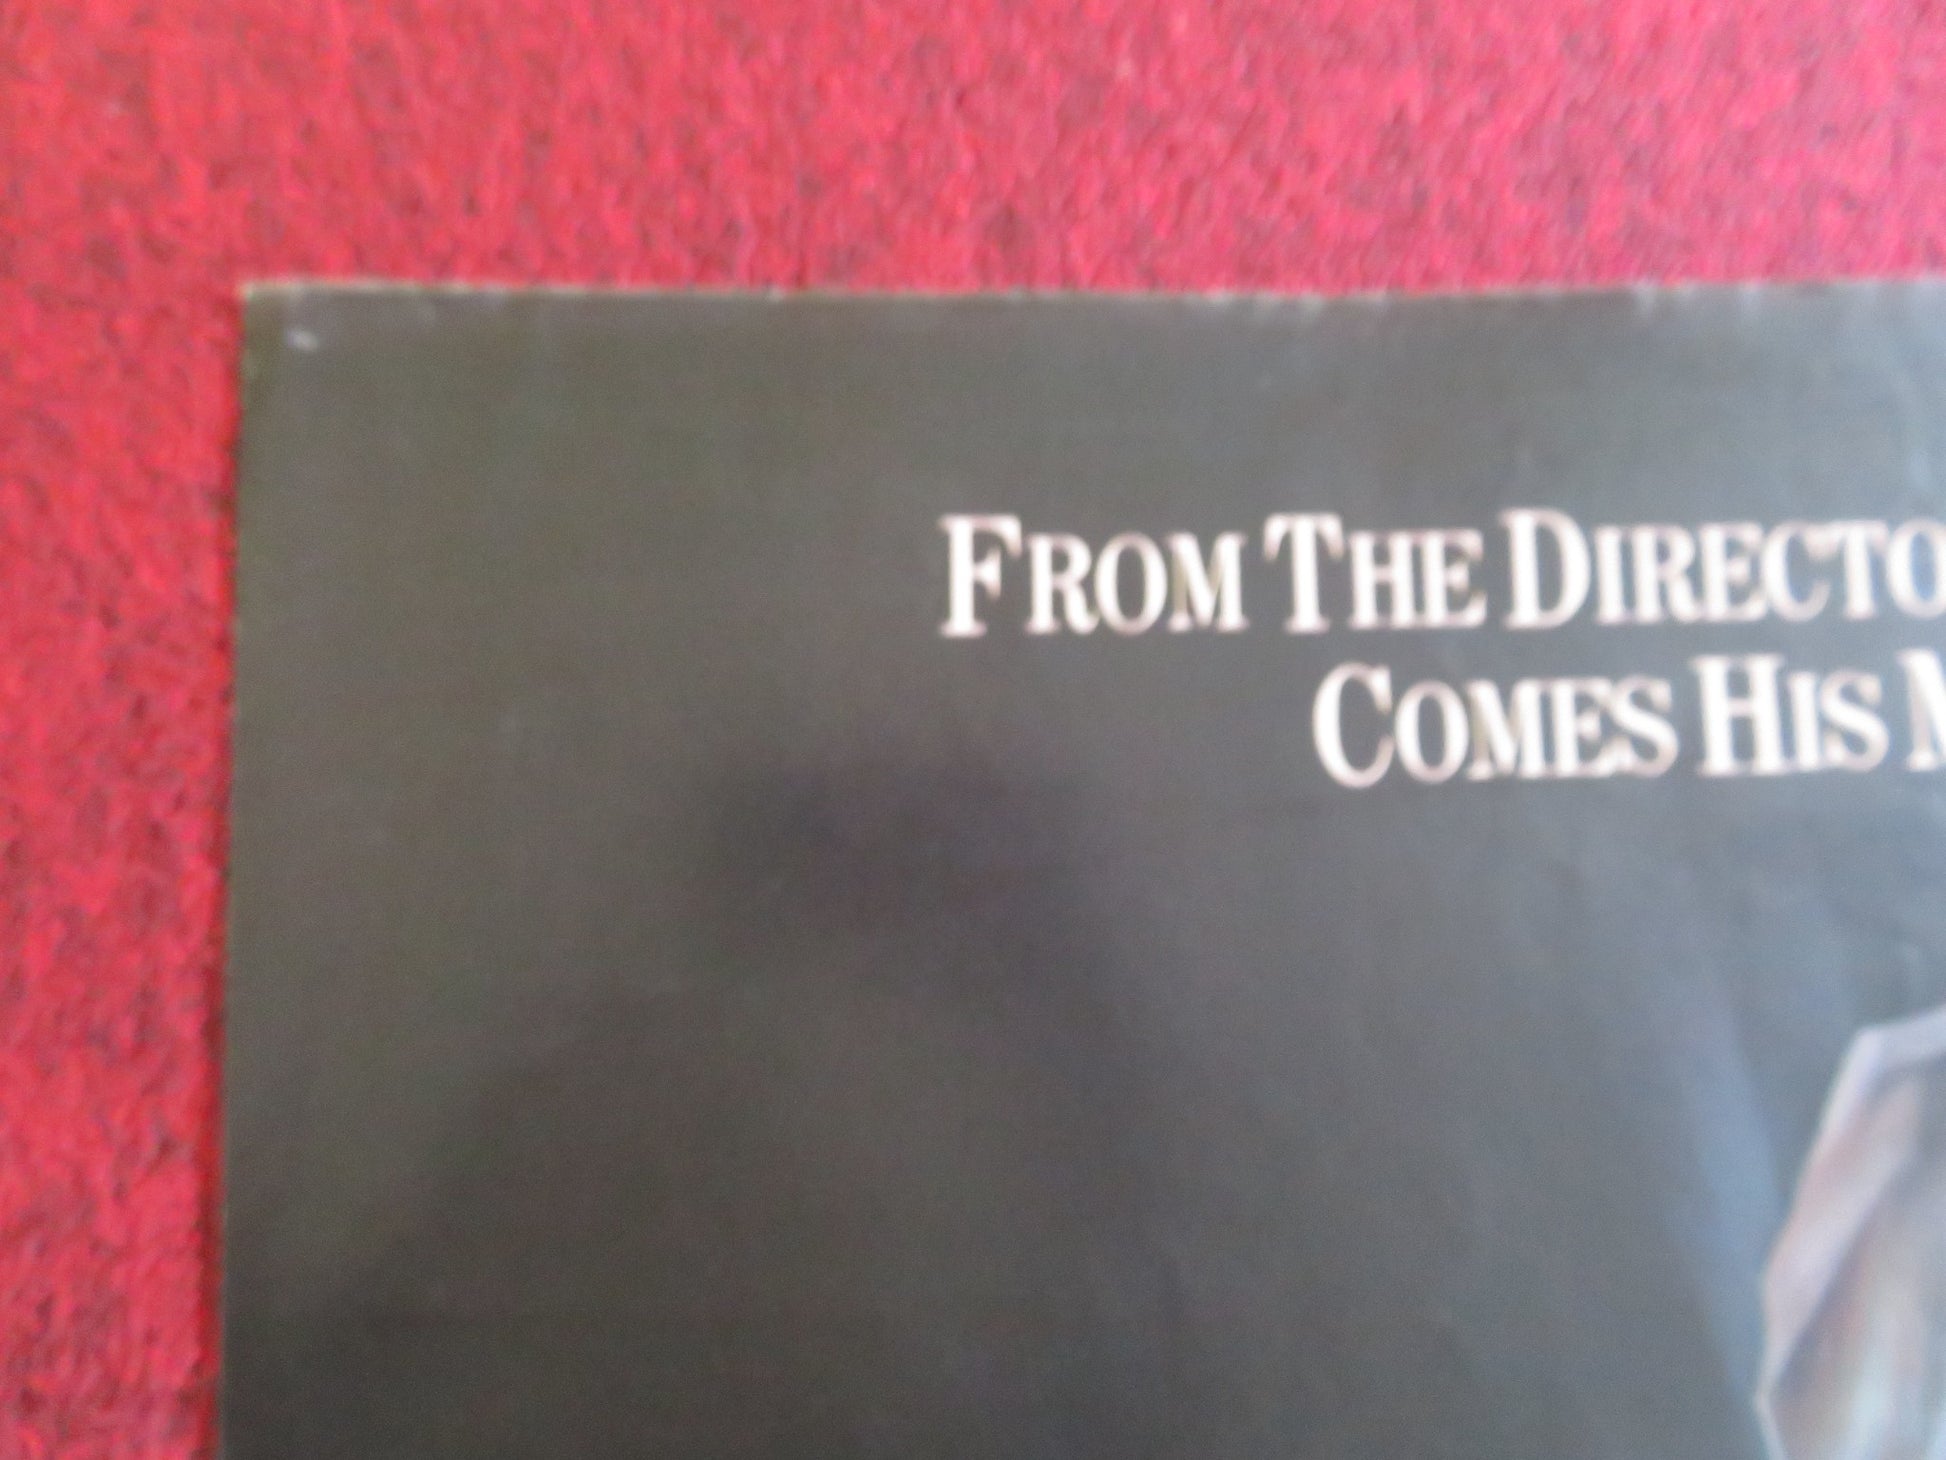 FROM THE DIRECTO
COMES HIS M